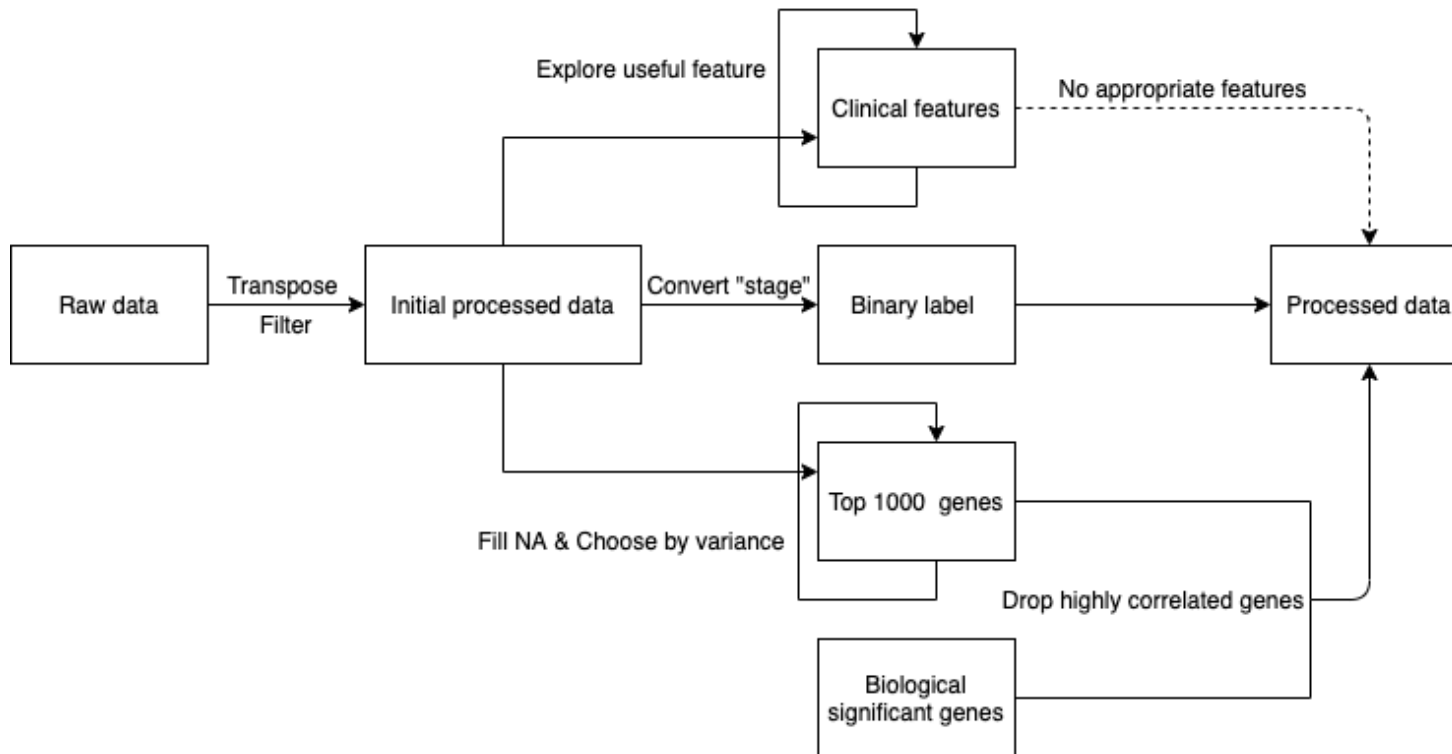 Explore useful feature
Clinical features
No appropriate features
Raw data
Transpose
Filter
Initial processed data
Convert "stage"
Binary label
Processed data
Top 1000 genes
Fill NA & Choose by variance
Drop highly correlated genes
Biological
significant genes